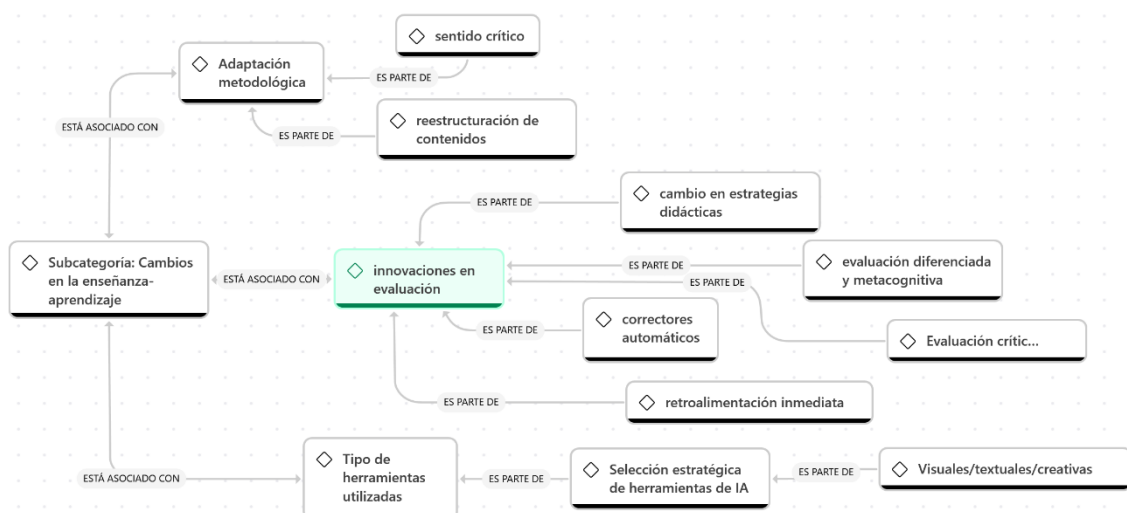 sentido crítico
Adaptación
metodológica
ES PARTE DE
reestructuración de
contenidos
ES PARTE DE
ESTÁ ASOCIADO CON
cambio en estrategias
didácticas
ES PARTE DE
Subcategoría: Cambios
en la enseñanza-
aprendizaje
ESTÁ ASOCIADO CON
innovaciones en
evaluación
ES PARTE DE
evaluación diferenciada
y metacognitiva
ES PARTE DE
correctores
automáticos
ES PARTE DE
Evaluación crític...
ES PARTE DE
retroalimentación inmediata
Tipo de
herramientas
utilizadas
ESTÁ ASOCIADO CON
ES PARTE DE
Selección estratégica
de herramientas de IA
ES PARTE DE
Visuales/textuales/creativas